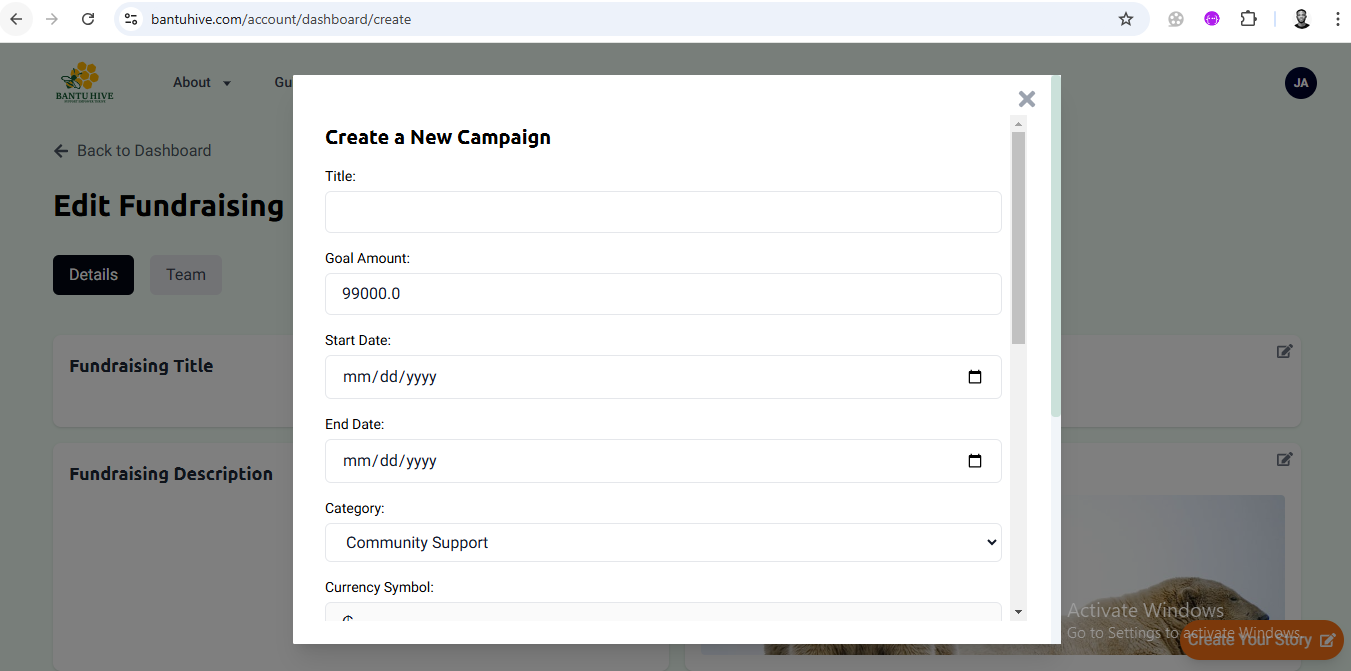 bantuhive.com/account/dashboard/create
BANTU HIVE
About
Gu
JA
Back to Dashboard
Edit Fundraising
Details
Team
Fundraising Title
Fundraising Description
Create a New Campaign
Title:
Goal Amount:
99000.0
Start Date:
mm/dd/yyyy
End Date:
mm/dd/yyyy
Category:
Community Support
Currency Symbol:
Activate Windows
Go to Settings to activate Windows.
Create Your Story